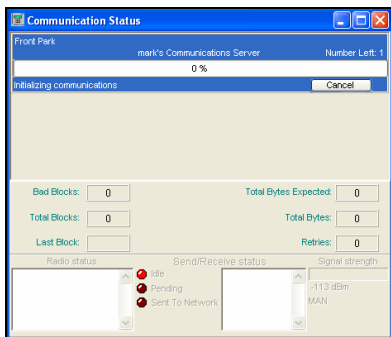 Communication Status
Front Park
mark's Communications Server Number Left: 1
0 %
Initializing communications Cancel
Bad Blocks: 0 Total Bytes Expected: 0
Total Blocks: 0 Total Bytes: 0
Last Block: Retries: 0
Radio status Send/Receive status Signal strength
Idle
Pending -113 dBm
Sent To Network MAN